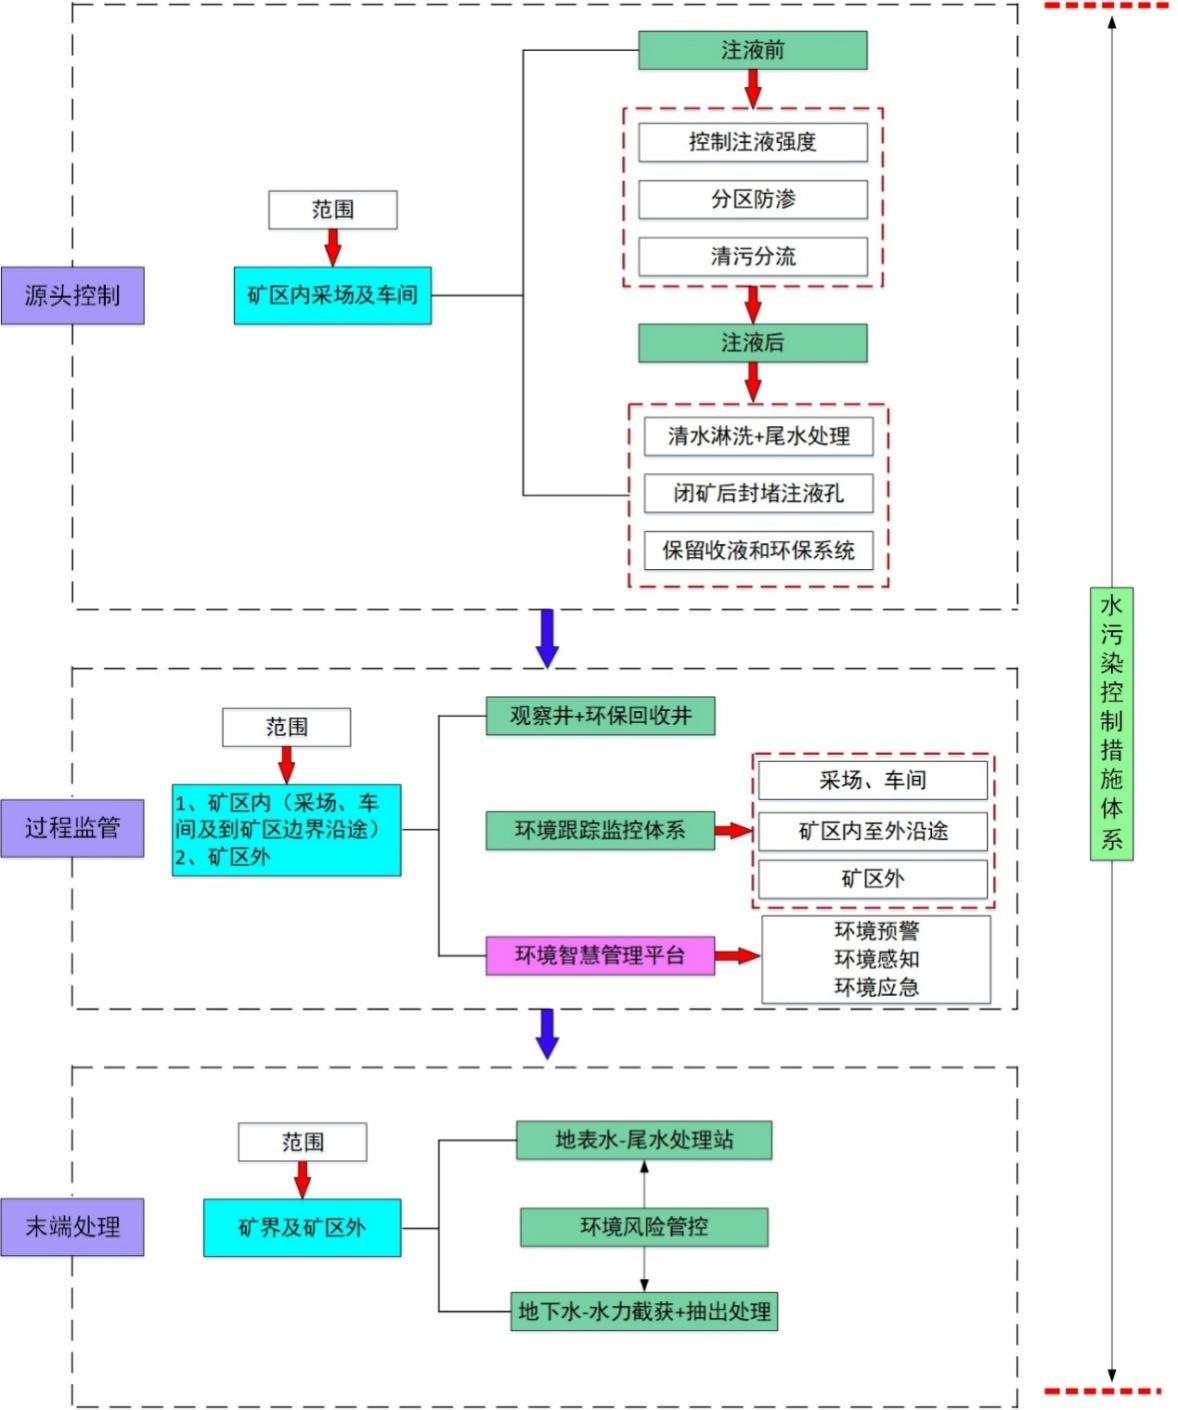 注液前
控制注液强度
分区防渗
清污分流
范围
源头控制
矿区内采场及车间
注液后
清水淋洗+尾水处理
闭矿后封堵注液孔
保留收液和环保系统
观察井+环保回收井
范围
过程监管
1、矿区内（采场、车
间及到矿区边界沿途）
2、矿区外
环境跟踪监控体系
采场、车间
矿区内至外沿途
矿区外
环境智慧管理平台
环境预警
环境感知
环境应急
地表水-尾水处理站
范围
末端处理
矿界及矿区外
环境风险管控
地下水-水力截获+抽出处理
水污染控制措施体系